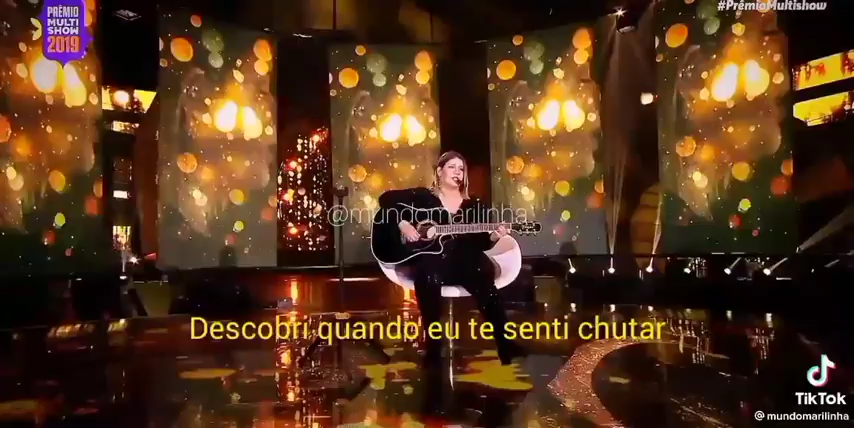 PRÊMIO
MULTI
SHOW
2019
#PrêmioMultishow
@mundomarilinha
Descobri quando eu te senti chutar
TikTok
mundomarilinha